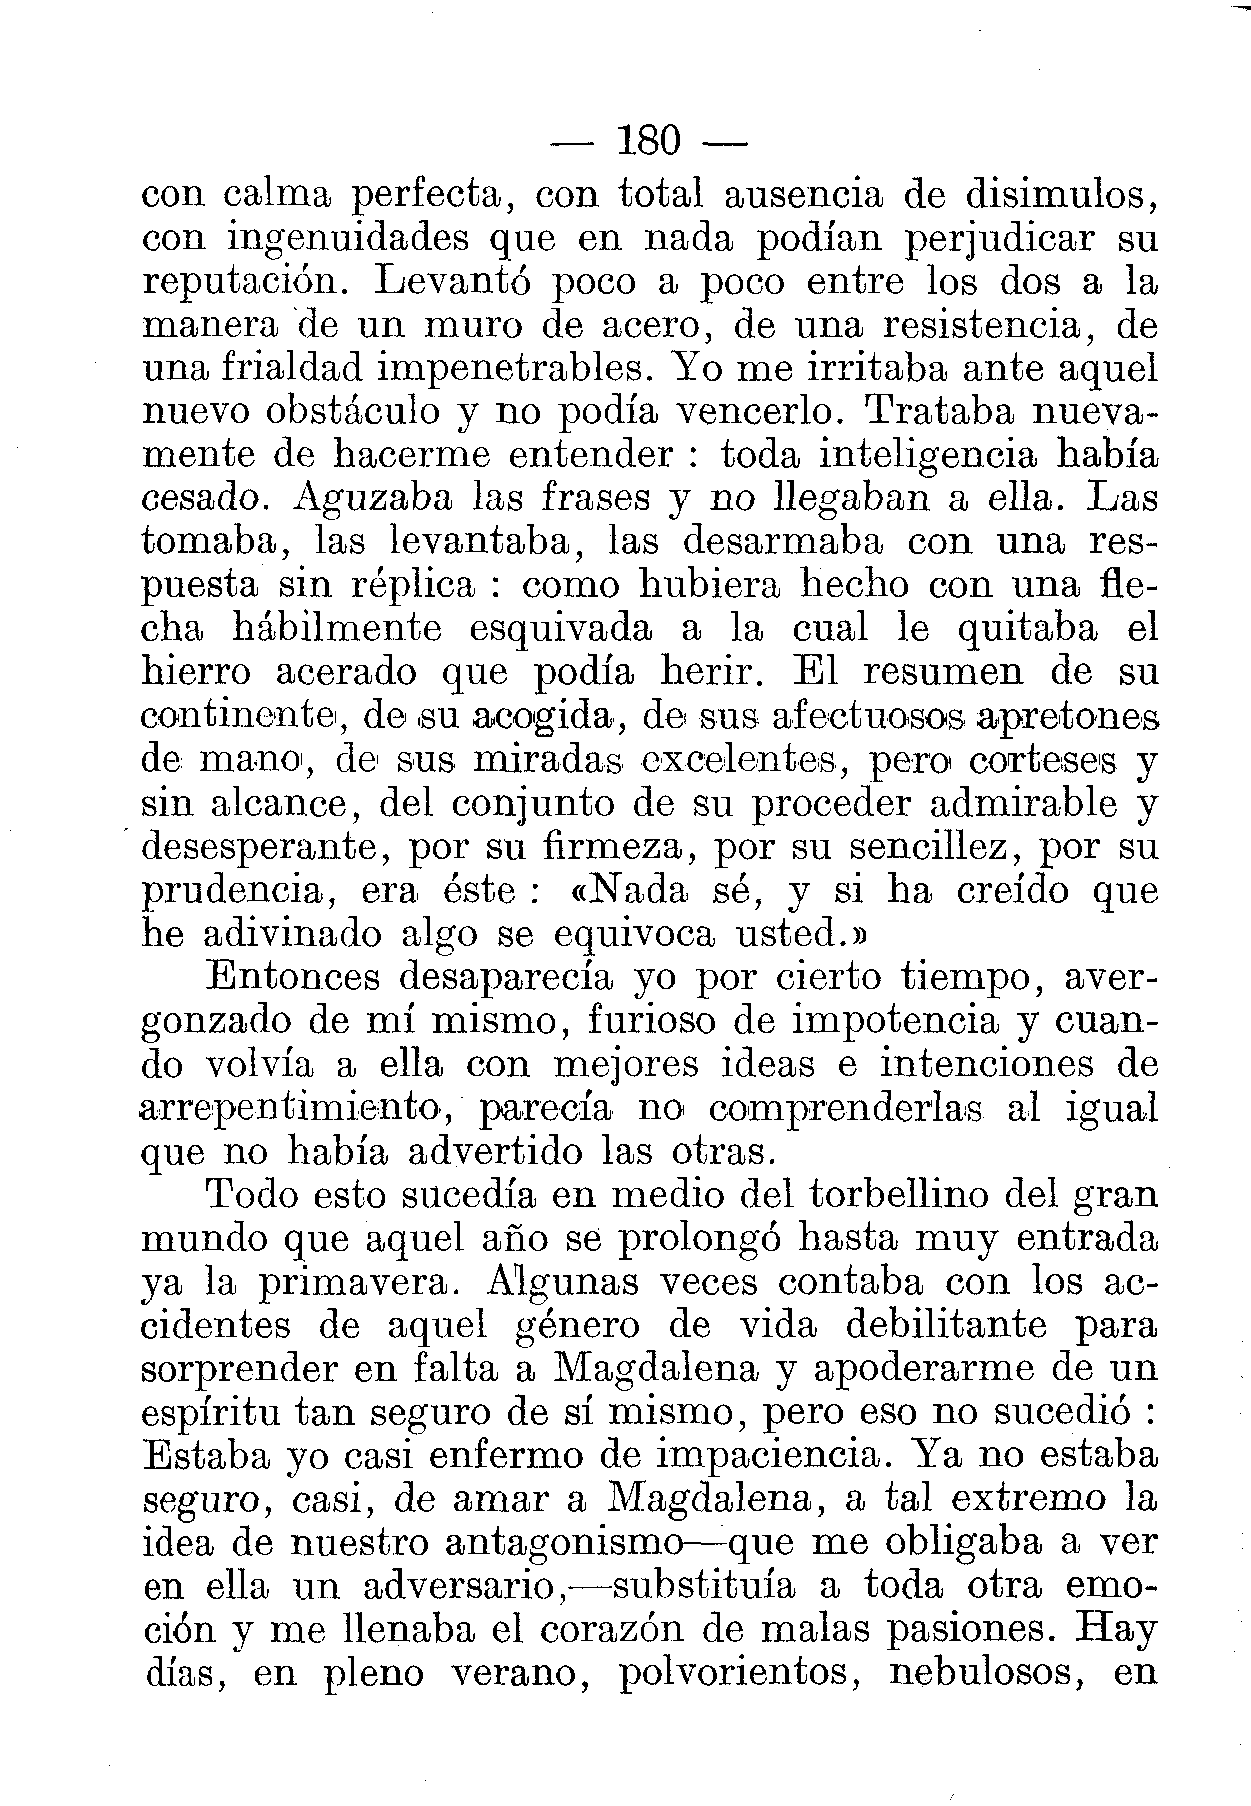 — 180 —
con calma perfecta, con total ausencia de disimulos,
con ingenuidades que en nada podían perjudicar su
reputación. Levantó poco a poco entre los dos a la
manera de un muro de acero, de una resistencia, de
una frialdad impenetrables. Yo me irritaba ante aquel
nuevo obstáculo y no podía vencerlo. Trataba nueva-
mente de hacerme entender : toda inteligencia había
cesado. Aguzaba las frases y no llegaban a ella. Las
tomaba, las levantaba, las desarmaba con una res-
puesta sin réplica : como hubiera hecho con una fle-
cha hábilmente esquivada a la cual le quitaba el
hierro acerado que podía herir. El resumen de su
continente, de su acogida, de sus afectuosos apretones
de mano, de sus miradas excelentes, pero corteses y
sin alcance, del conjunto de su proceder admirable y
desesperante, por su firmeza, por su sencillez, por su
prudencia, era éste : «Nada sé, y si ha creído que
he adivinado algo se equivoca usted.»
Entonces desaparecía yo por cierto tiempo, aver-
gonzado de mí mismo, furioso de impotencia y cuan-
do volvía a ella con mejores ideas e intenciones de
arrepentimiento, parecía no comprenderlas al igual
que no había advertido las otras.
Todo esto sucedía en medio del torbellino del gran
mundo que aquel año se prolongó hasta muy entrada
ya la primavera. Algunas veces contaba con los ac-
cidentes de aquel género de vida debilitante para
sorprender en falta a Magdalena y apoderarme de un
espíritu tan seguro de sí mismo, pero eso no sucedió :
Estaba yo casi enfermo de impaciencia. Ya no estaba
seguro, casi, de amar a Magdalena, a tal extremo la
idea de nuestro antagonismo—que me obligaba a ver
en ella un adversario,—substituía a toda otra emo-
ción y me llenaba el corazón de malas pasiones. Hay
días, en pleno verano, polvorientos, nebulosos, en